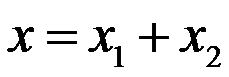 x = x₁ + x₂